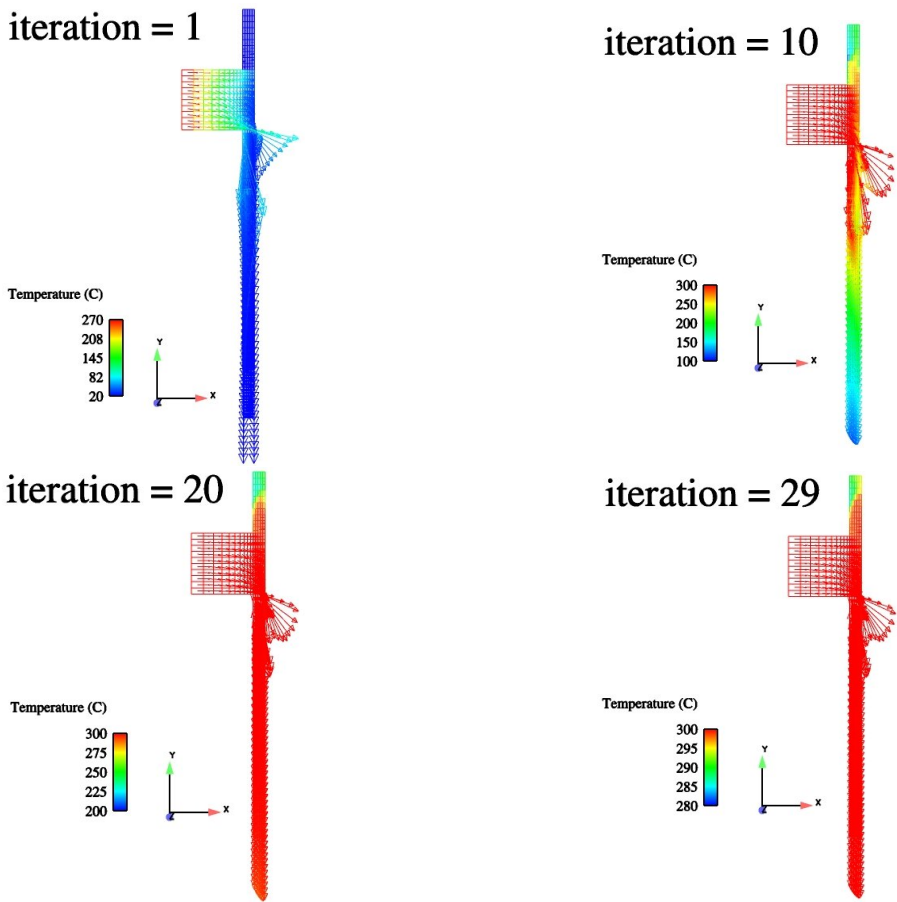 iteration = 1
Temperature (C)
270
208
145
82
20
Y
X
Z
iteration = 10
Temperature (C)
300
250
200
150
100
Y
X
Z
iteration = 20
Temperature (C)
300
275
250
225
200
Y
X
Z
iteration = 29
Temperature (C)
300
295
290
285
280
Y
X
Z